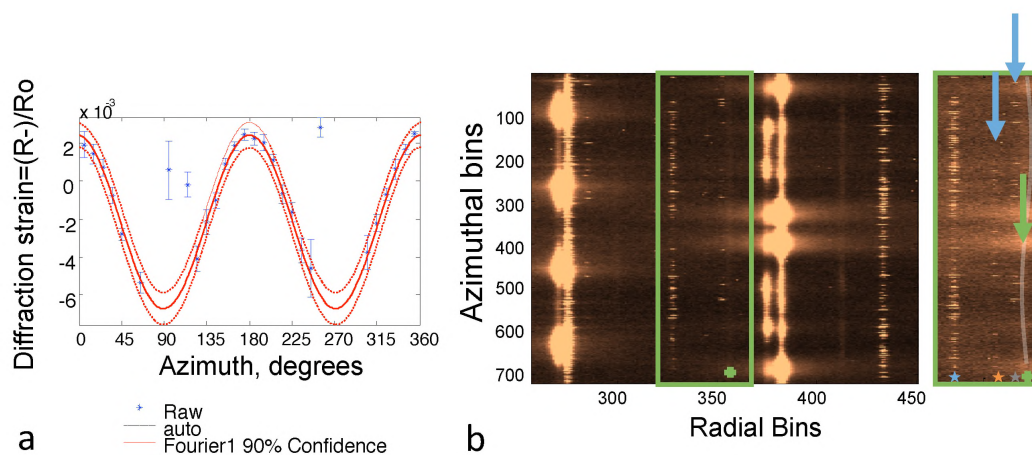 Diffraction strain=(R-)/Ro
x 10⁻³
2
0
-2
-4
-6
0 45 90 135 180 225 270 315 360
Azimuth, degrees
Raw
auto
Fourier1 90% Confidence
a
Azimuthal bins
100
200
300
400
500
600
700
300 350 400 450
Radial Bins
b